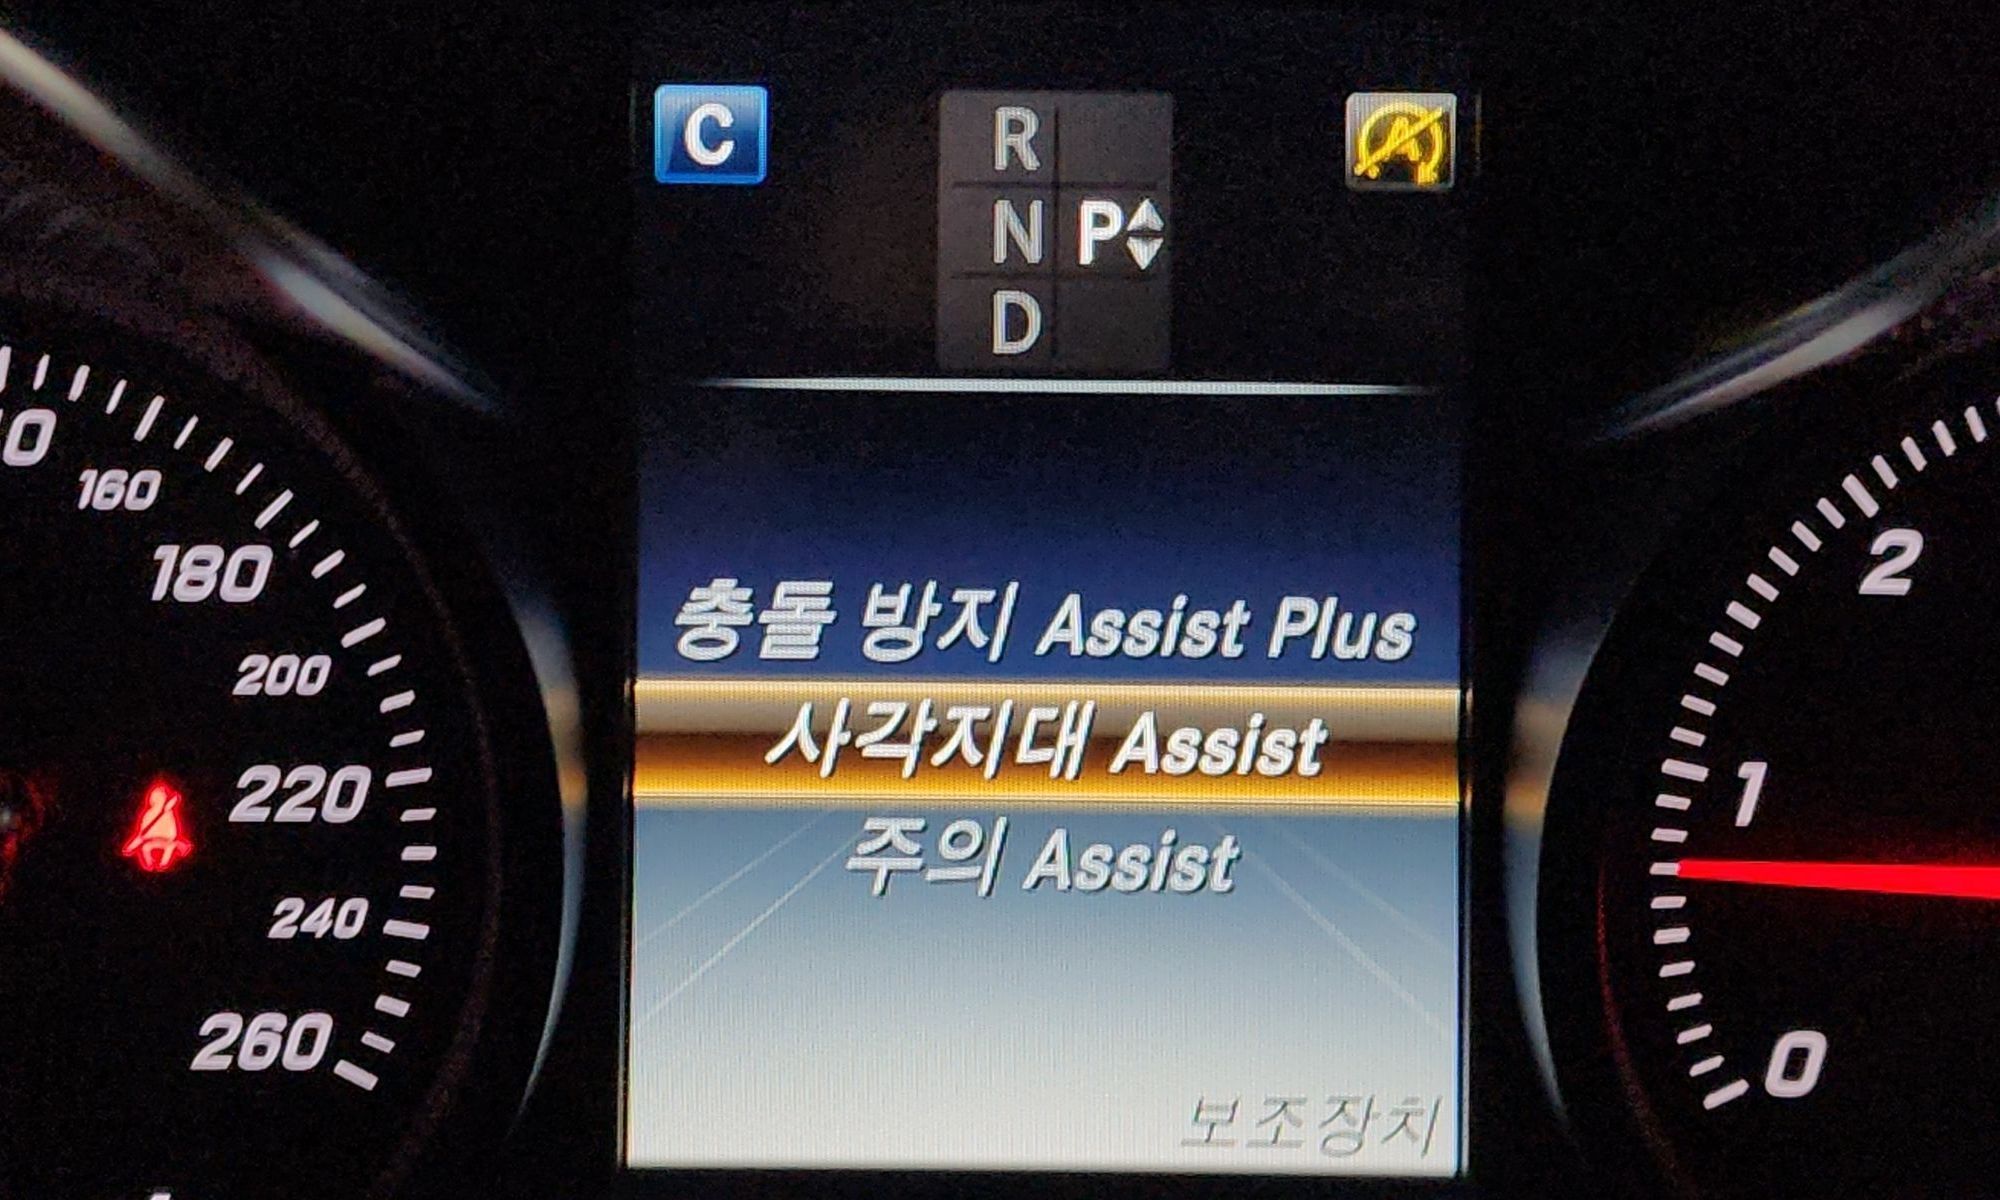 C
R
N P
D
A
충돌 방지 Assist Plus
사각지대 Assist
주의 Assist
보조장치
160
180
200
220
240
260
2
1
0